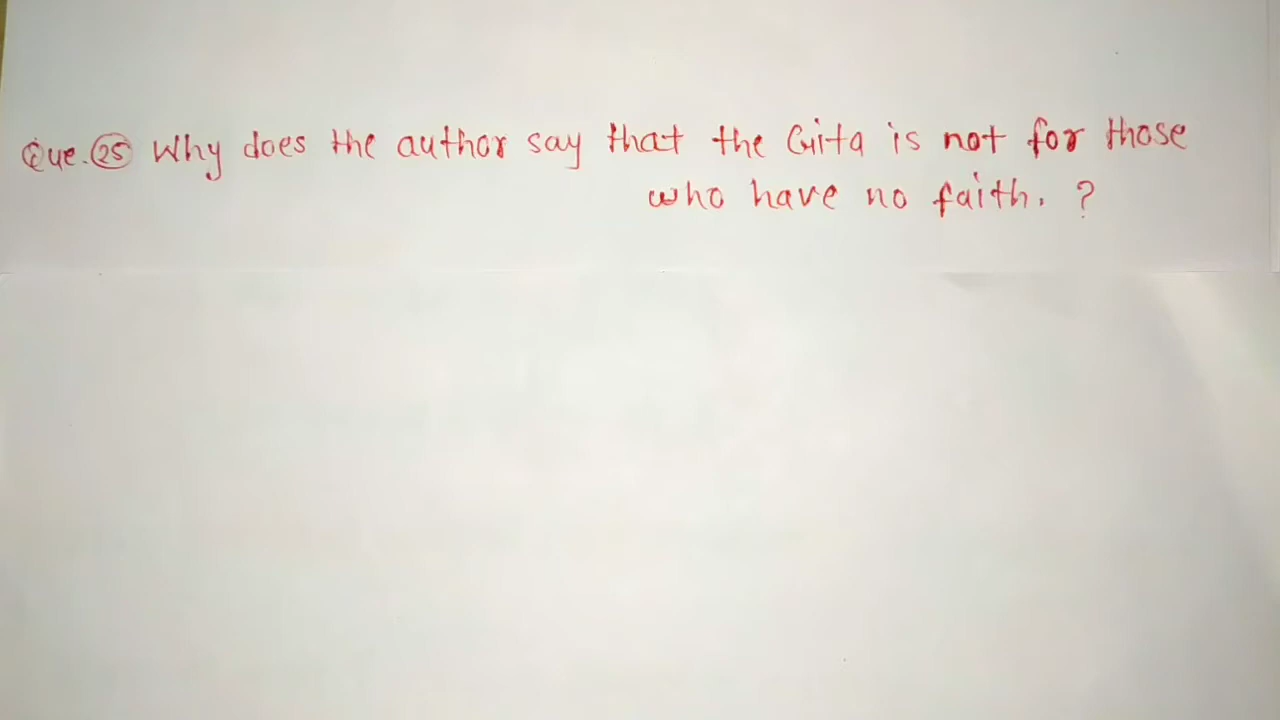 Que. 25 Why does the author say that the Gita is not for those
who have no faith. ?